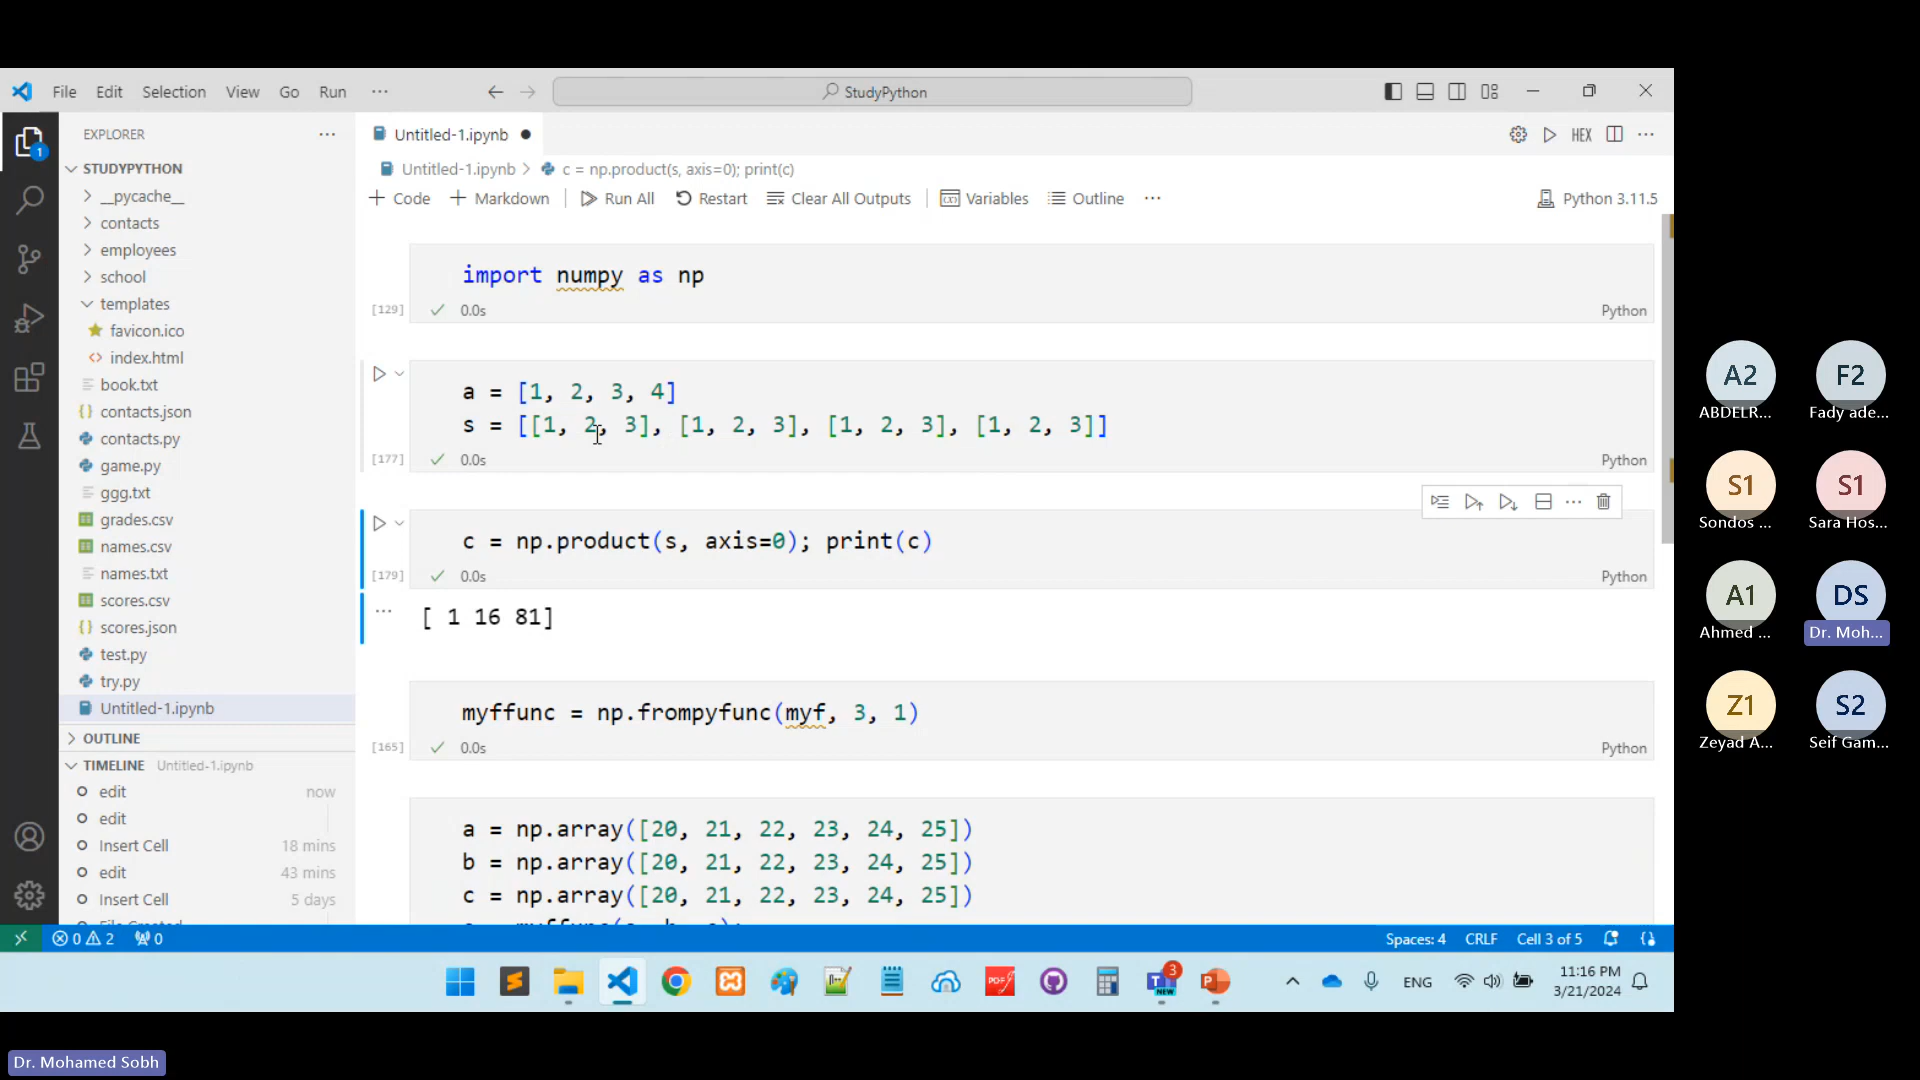 File Edit Selection View Go Run ···
StudyPython
EXPLORER ···
STUDYPYTHON
__pycache__
contacts
employees
school
templates
favicon.ico
index.html
book.txt
contacts.json
contacts.py
game.py
ggg.txt
grades.csv
names.csv
names.txt
scores.csv
scores.json
test.py
try.py
Untitled-1.ipynb
OUTLINE
TIMELINE Untitled-1.ipynb
edit now
edit
Insert Cell 18 mins
edit 43 mins
Insert Cell 5 days
Untitled-1.ipynb
HEX
Untitled-1.ipynb > c = np.product(s, axis=0); print(c)
+ Code + Markdown Run All Restart Clear All Outputs Variables Outline ··· Python 3.11.5
import numpy as np
[129] 0.0s Python
a = [1, 2, 3, 4]
s = [[1, 2, 3], [1, 2, 3], [1, 2, 3], [1, 2, 3]]
[177] 0.0s Python
c = np.product(s, axis=0); print(c)
[179] 0.0s Python
[ 1 16 81]
myffunc = np.frompyfunc(myf, 3, 1)
[165] 0.0s Python
a = np.array([20, 21, 22, 23, 24, 25])
b = np.array([20, 21, 22, 23, 24, 25])
c = np.array([20, 21, 22, 23, 24, 25])
0 2 0
Spaces: 4 CRLF Cell 3 of 5
3
NEW
ENG
11:16 PM
3/21/2024
A2
ABDELR...
F2
Fady ade...
S1
Sondos ...
S1
Sara Hos...
A1
Ahmed ...
DS
Dr. Moh...
Z1
Zeyad A...
S2
Seif Gam...
Dr. Mohamed Sobh